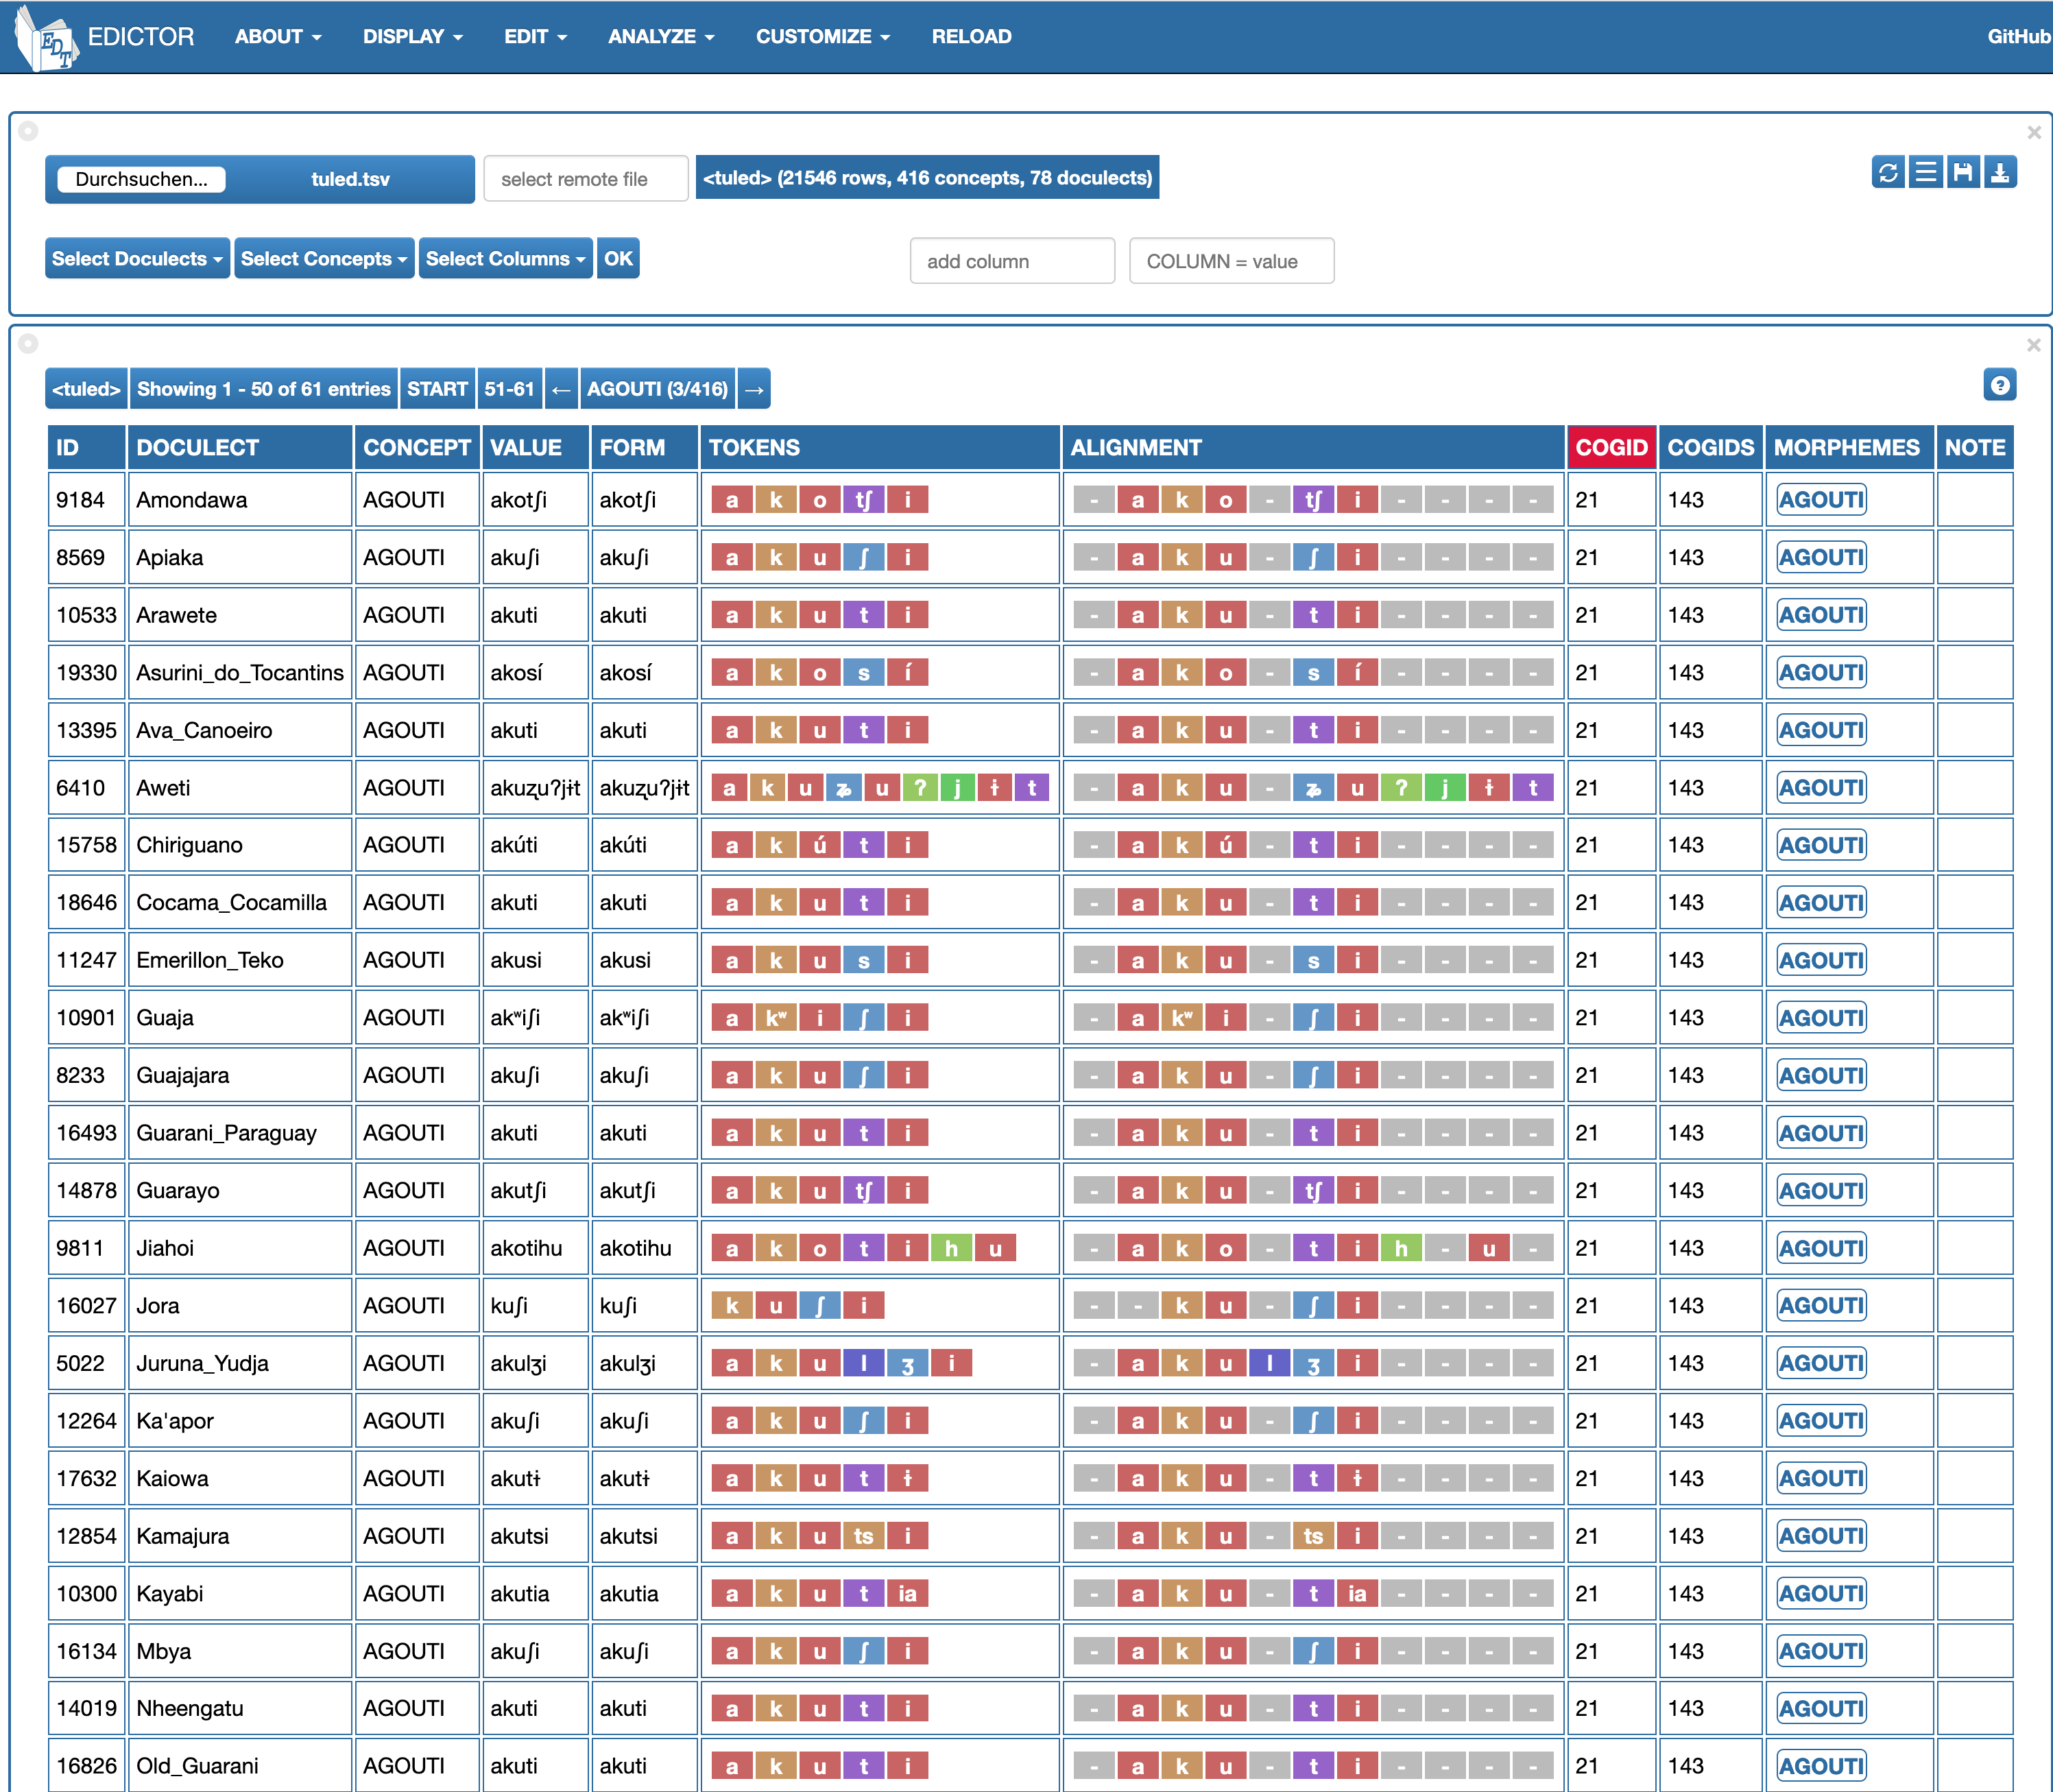 EDT EDICTOR ABOUT DISPLAY EDIT ANALYZE CUSTOMIZE RELOAD GitHub
Durchsuchen... tuled.tsv select remote file <tuled> (21546 rows, 416 concepts, 78 doculects)
Select Doculects Select Concepts Select Columns OK add column COLUMN = value
<tuled> Showing 1 - 50 of 61 entries START 51-61 ← AGOUTI (3/416) → ?
ID DOCULECT CONCEPT VALUE FORM TOKENS ALIGNMENT COGID COGIDS MORPHEMES NOTE
9184 Amondawa AGOUTI akotʃi akotʃi a k o tʃ i - a k o - tʃ i - - - - 21 143 AGOUTI
8569 Apiaka AGOUTI akuʃi akuʃi a k u ʃ i - a k u - ʃ i - - - - 21 143 AGOUTI
10533 Arawete AGOUTI akuti akuti a k u t i - a k u - t i - - - - 21 143 AGOUTI
19330 Asurini_do_Tocantins AGOUTI akosí akosí a k o s í - a k o - s í - - - - 21 143 AGOUTI
13395 Ava_Canoeiro AGOUTI akuti akuti a k u t i - a k u - t i - - - - 21 143 AGOUTI
6410 Aweti AGOUTI akuʐuʔjɨt akuʐuʔjɨt a k u ʐ u ʔ j ɨ t - a k u - ʐ u ʔ j ɨ t 21 143 AGOUTI
15758 Chiriguano AGOUTI akúti akúti a k ú t i - a k ú - t i - - - - 21 143 AGOUTI
18646 Cocama_Cocamilla AGOUTI akuti akuti a k u t i - a k u - t i - - - - 21 143 AGOUTI
11247 Emerillon_Teko AGOUTI akusi akusi a k u s i - a k u - s i - - - - 21 143 AGOUTI
10901 Guaja AGOUTI akʷiʃi akʷiʃi a kʷ i ʃ i - a kʷ i - ʃ i - - - - 21 143 AGOUTI
8233 Guajajara AGOUTI akuʃi akuʃi a k u ʃ i - a k u - ʃ i - - - - 21 143 AGOUTI
16493 Guarani_Paraguay AGOUTI akuti akuti a k u t i - a k u - t i - - - - 21 143 AGOUTI
14878 Guarayo AGOUTI akutʃi akutʃi a k u tʃ i - a k u - tʃ i - - - - 21 143 AGOUTI
9811 Jiahoi AGOUTI akotihu akotihu a k o t i h u - a k o - t i h - u - 21 143 AGOUTI
16027 Jora AGOUTI kuʃi kuʃi k u ʃ i - - k u - ʃ i - - - - 21 143 AGOUTI
5022 Juruna_Yudja AGOUTI akulʒi akulʒi a k u l ʒ i - a k u l ʒ i - - - - 21 143 AGOUTI
12264 Ka'apor AGOUTI akuʃi akuʃi a k u ʃ i - a k u - ʃ i - - - - 21 143 AGOUTI
17632 Kaiowa AGOUTI akutɨ akutɨ a k u t ɨ - a k u - t ɨ - - - - 21 143 AGOUTI
12854 Kamajura AGOUTI akutsi akutsi a k u ts i - a k u - ts i - - - - 21 143 AGOUTI
10300 Kayabi AGOUTI akutia akutia a k u t ia - a k u - t ia - - - - 21 143 AGOUTI
16134 Mbya AGOUTI akuʃi akuʃi a k u ʃ i - a k u - ʃ i - - - - 21 143 AGOUTI
14019 Nheengatu AGOUTI akuti akuti a k u t i - a k u - t i - - - - 21 143 AGOUTI
16826 Old_Guarani AGOUTI akuti akuti a k u t i - a k u - t i - - - - 21 143 AGOUTI